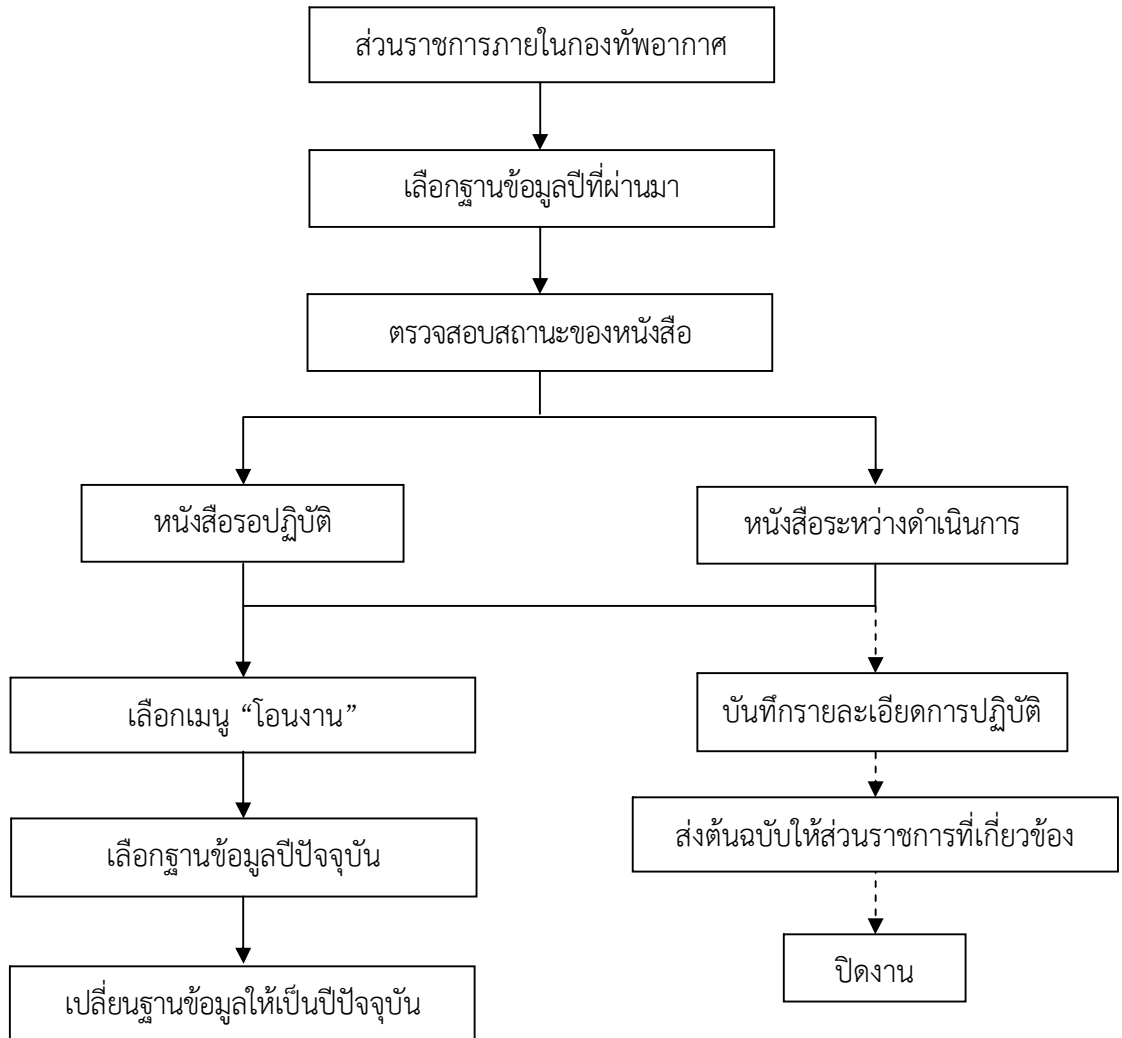 ส่วนราชการภายในกองทัพอากาศ
เลือกฐานข้อมูลปีที่ผ่านมา
ตรวจสอบสถานะของหนังสือ
หนังสือรอปฏิบัติ
หนังสือระหว่างดำเนินการ
เลือกเมนู “โอนงาน”
บันทึกรายละเอียดการปฏิบัติ
เลือกฐานข้อมูลปีปัจจุบัน
ส่งต้นฉบับให้ส่วนราชการที่เกี่ยวข้อง
เปลี่ยนฐานข้อมูลให้เป็นปีปัจจุบัน
ปิดงาน